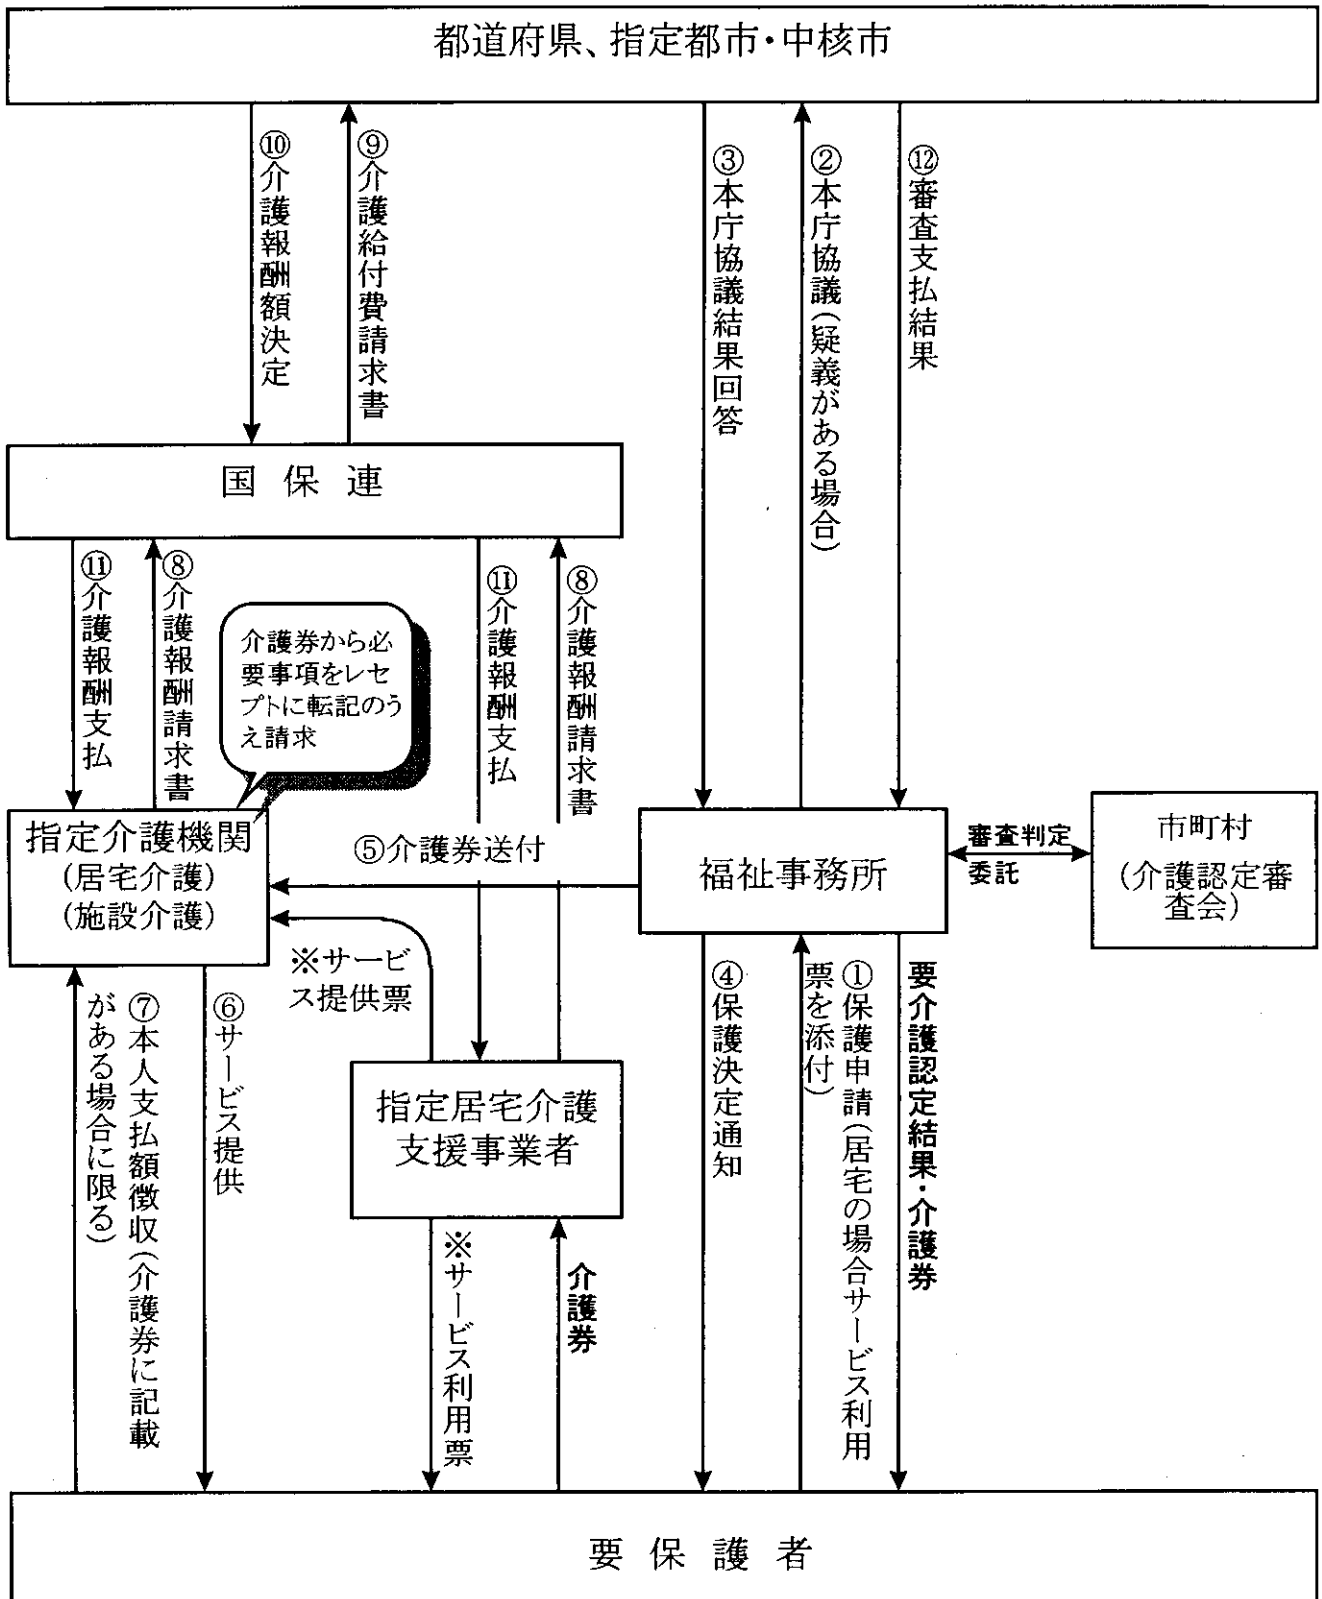 都道府県、指定都市・中核市
⑩介護報酬額決定
⑨介護給付費請求書
③本庁協議結果回答
②本庁協議(疑義がある場合)
⑫審査支払結果
国保連
⑪介護報酬支払
⑧介護報酬請求書
介護券から必
要事項をレセ
プトに転記のう
え請求
⑪介護報酬支払
⑧介護報酬請求書
指定介護機関
(居宅介護)
(施設介護)
⑤介護券送付
福祉事務所
審査判定
委託
市町村
(介護認定審
査会)
※サービ
ス提供票
指定居宅介護
支援事業者
⑦本人支払額徴収(介護券に記載
がある場合に限る)
⑥サービス提供
※サービス利用票
介護券
④保護決定通知
①保護申請(居宅の場合サービス利用
票を添付)
要介護認定結果・介護券
要保護者